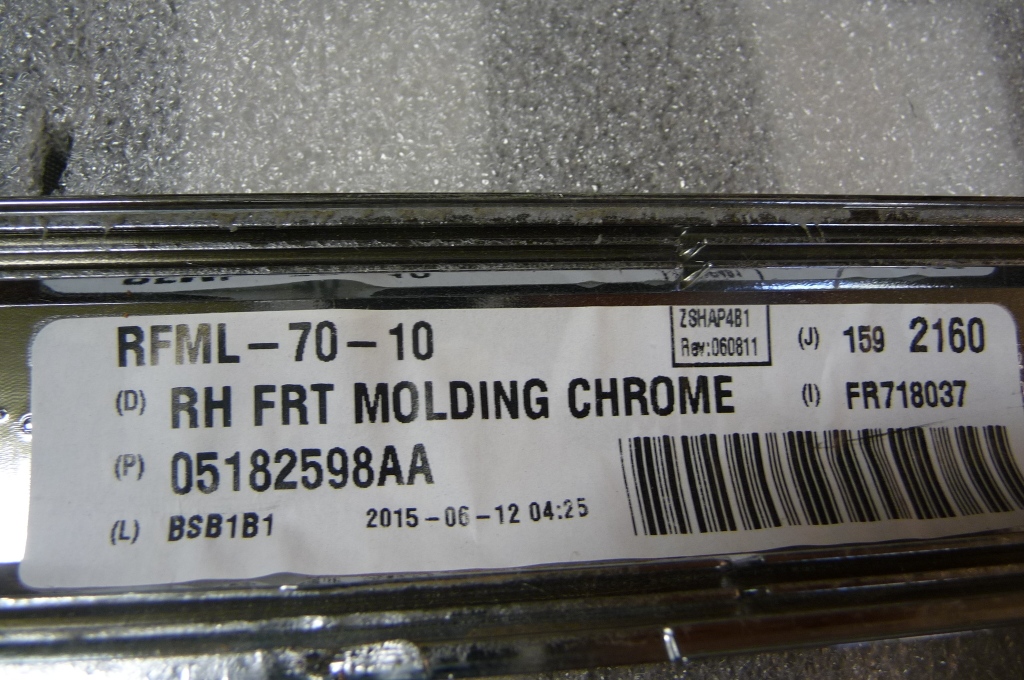 RFML-70-10
ZSHAP4B1
Rev:060811
(J) 159 2160
(D) RH FRT MOLDING CHROME
(I) FR718037
(P) 05182598AA
(L) BSB1B1 2015-06-12 04:25